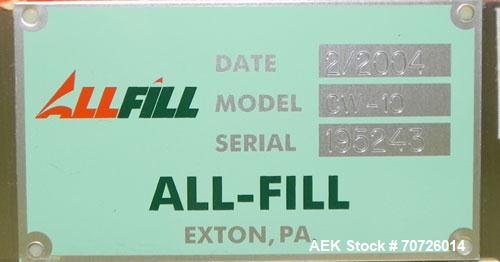 ALLFILL
DATE 2/2004
MODEL CW-10
SERIAL 195243
ALL-FILL
EXTON, PA.
AEK Stock # 70726014